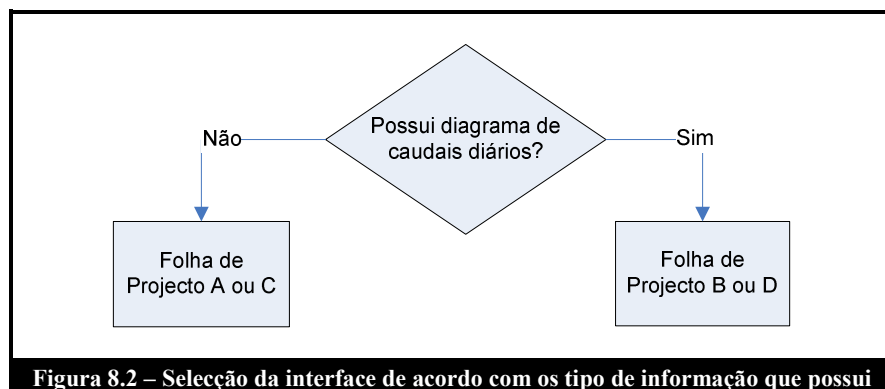 Possui diagrama de
caudais diários?
Não
Sim
Folha de
Projecto A ou C
Folha de
Projecto B ou D
Figura 8.2 – Selecção da interface de acordo com os tipo de informação que possui